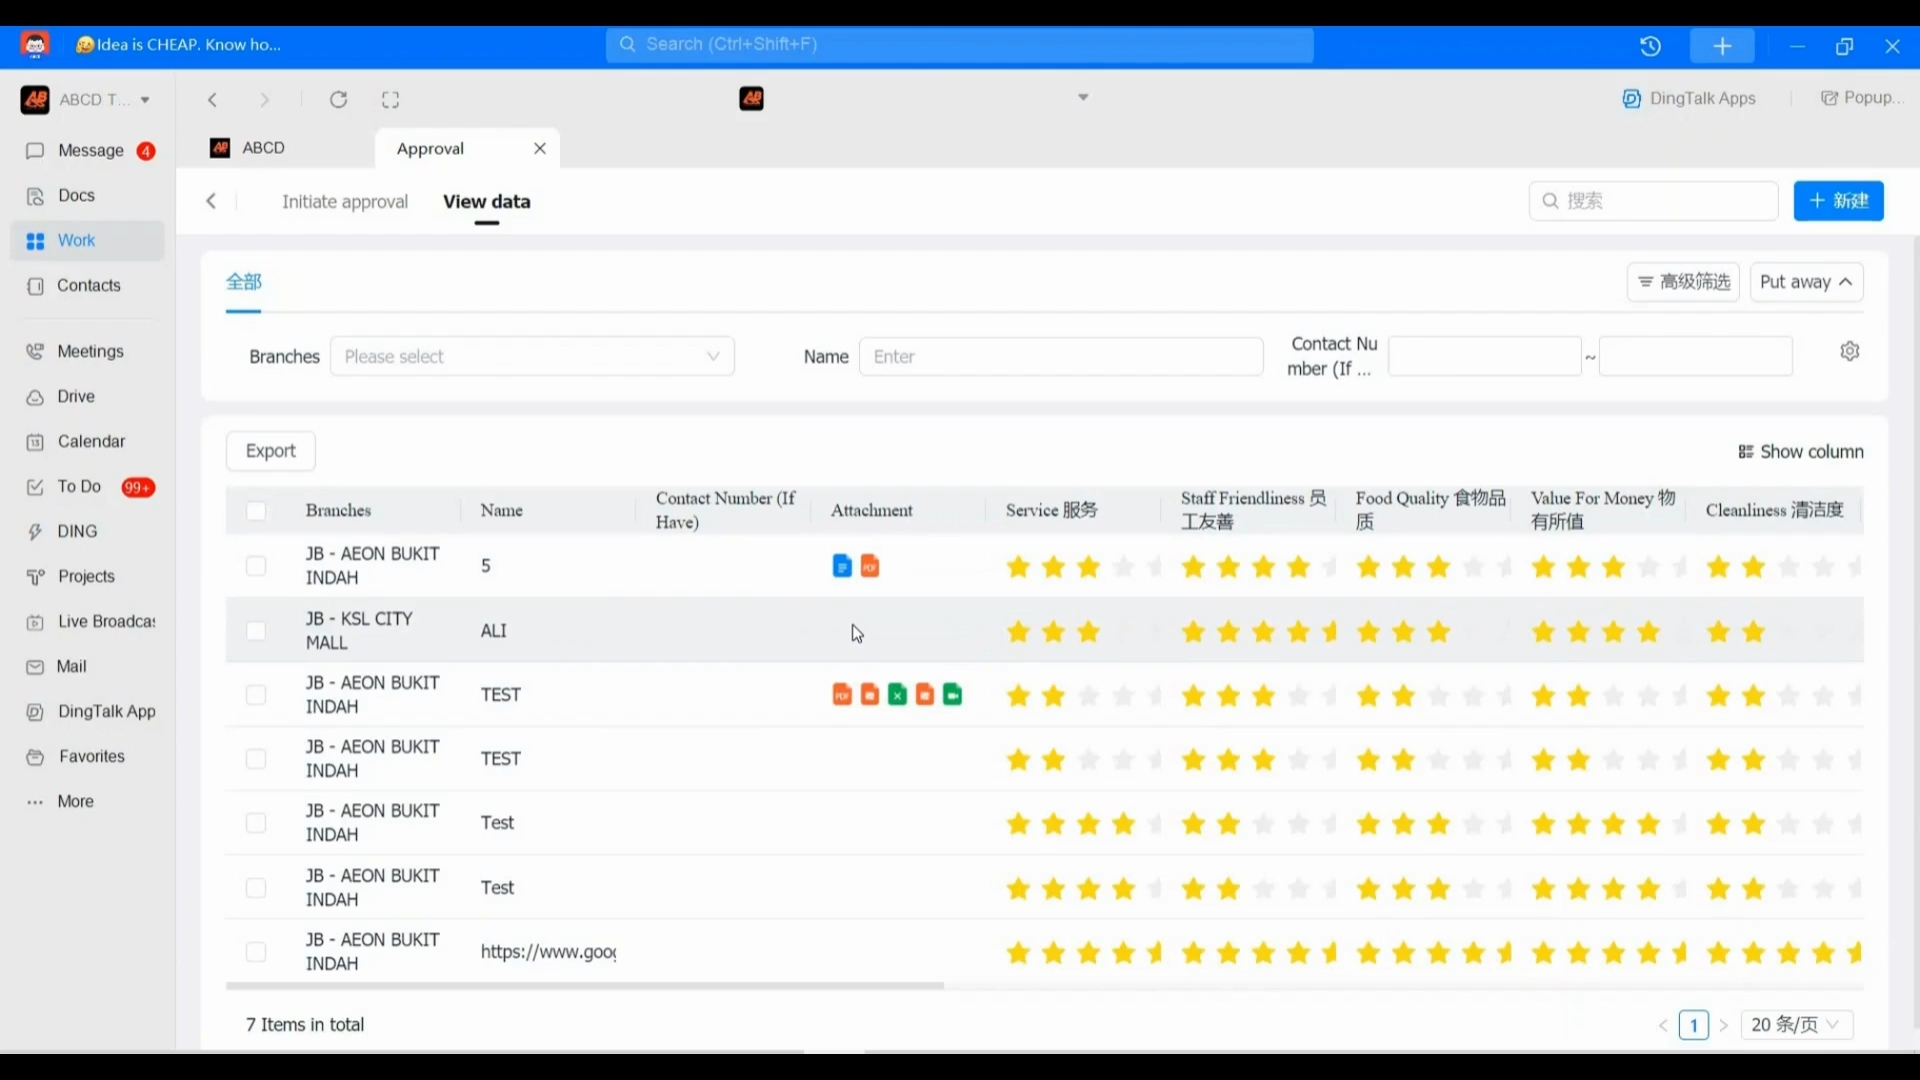 Idea is CHEAP. Know ho...
Search (Ctrl+Shift+F)
ABCD T...
DingTalk Apps
Popup...
Message 4
ABCD
Approval
Docs
Initiate approval
View data
搜索
新建
Work
Contacts
全部
高级筛选
Put away
Meetings
Branches
Please select
Name
Enter
Contact Nu
mber (If ...
~
Drive
Calendar
Export
Show column
To Do 99+
Branches
Name
Contact Number (If
Have)
Attachment
Service 服务
Staff Friendliness 员
工友善
Food Quality 食物品
质
Value For Money 物
有所值
Cleanliness 清洁度
DING
JB - AEON BUKIT
INDAH
5
Projects
Live Broadcas
JB - KSL CITY
MALL
ALI
Mail
JB - AEON BUKIT
INDAH
TEST
DingTalk App
JB - AEON BUKIT
INDAH
TEST
Favorites
More
JB - AEON BUKIT
INDAH
Test
JB - AEON BUKIT
INDAH
Test
JB - AEON BUKIT
INDAH
https://www.goog
7 Items in total
1
20 条/页